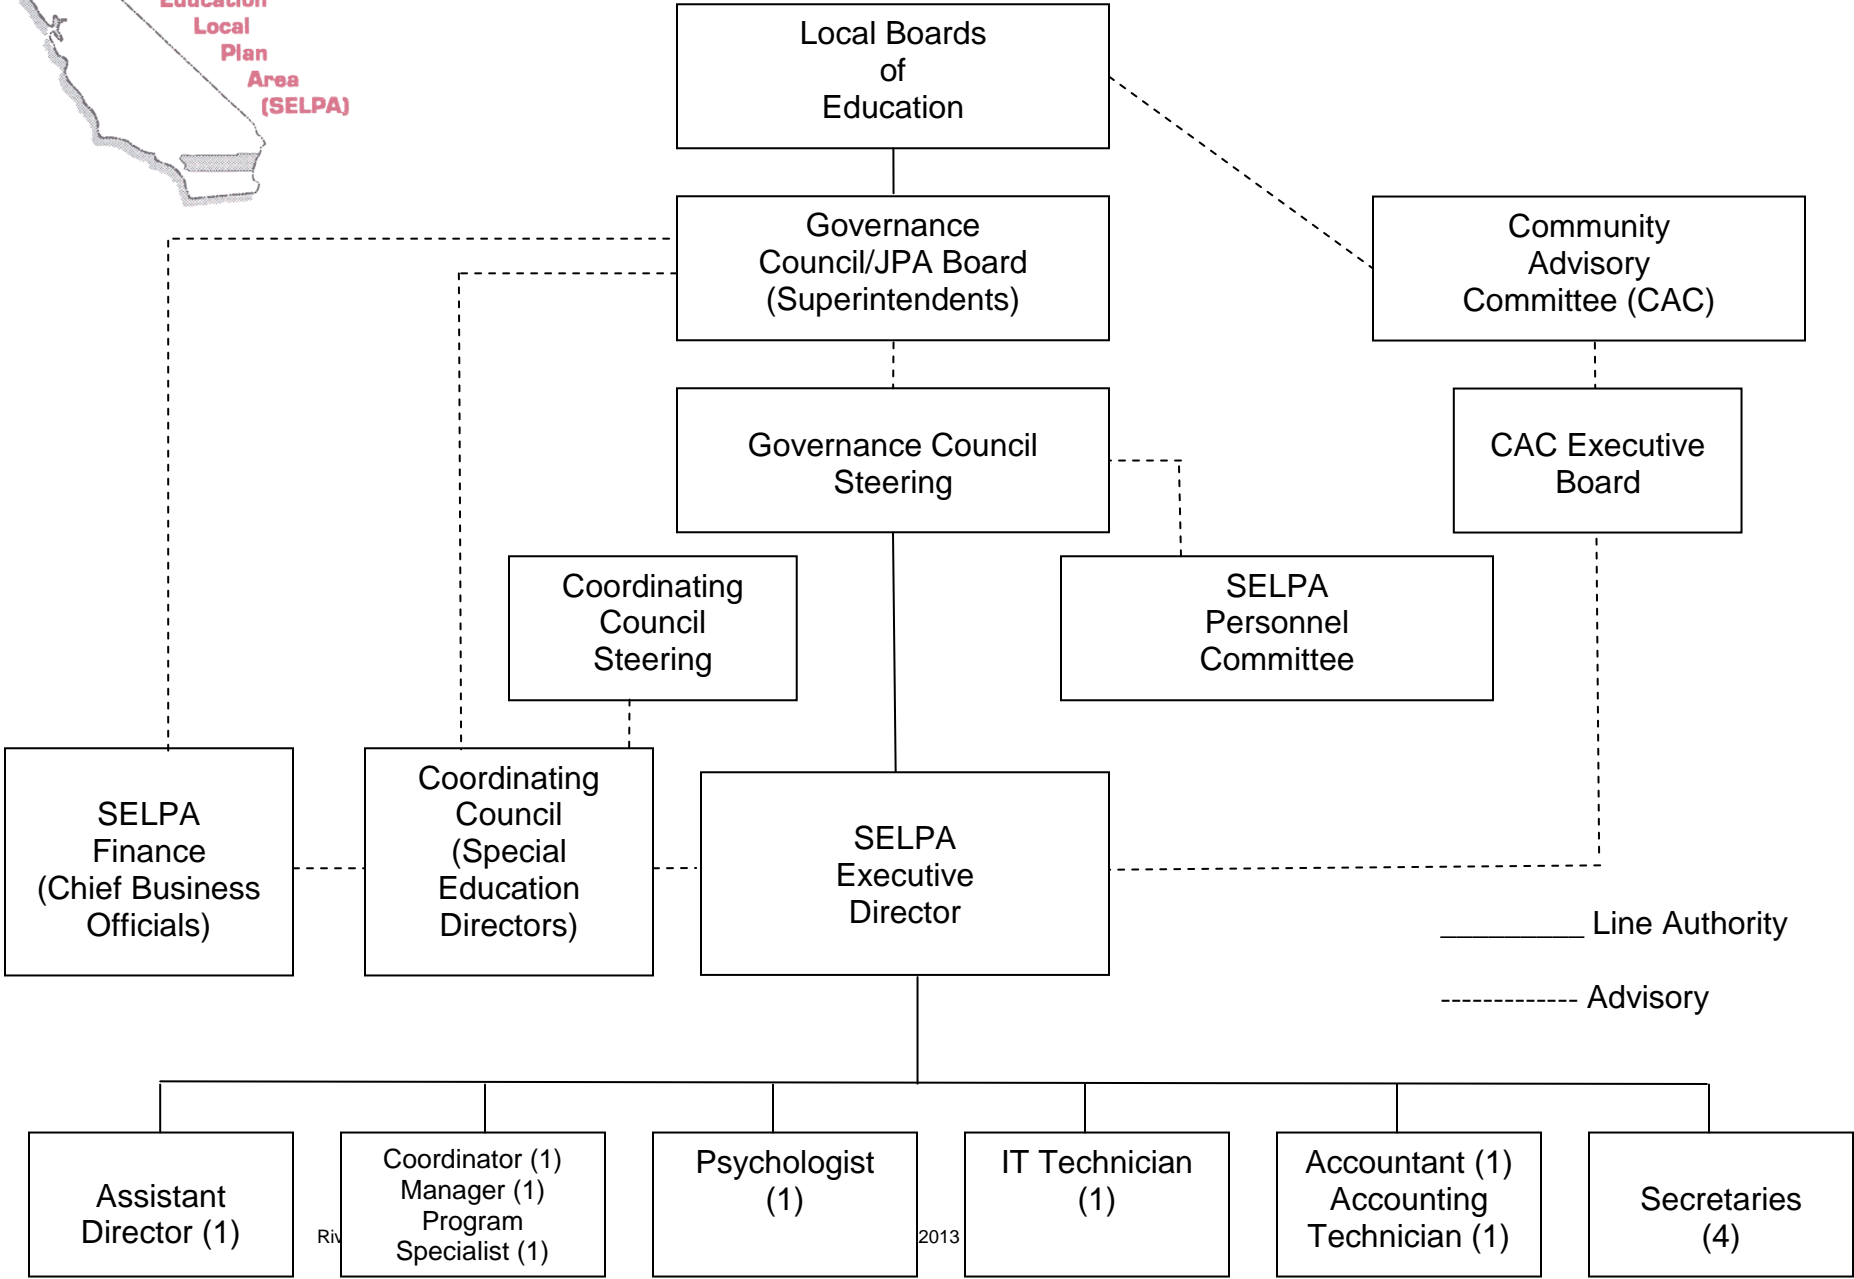 Education
Local
Plan
Area
(SELPA)
Local Boards
of
Education
Governance
Council/JPA Board
(Superintendents)
Community
Advisory
Committee (CAC)
Governance Council
Steering
CAC Executive
Board
Coordinating
Council
Steering
SELPA
Personnel
Committee
SELPA
Finance
(Chief Business
Officials)
Coordinating
Council
(Special
Education
Directors)
SELPA
Executive
Director
_________ Line Authority
------------ Advisory
Assistant
Director (1)
Coordinator (1)
Manager (1)
Program
Specialist (1)
Psychologist
(1)
IT Technician
(1)
Accountant (1)
Accounting
Technician (1)
Secretaries
(4)
2013